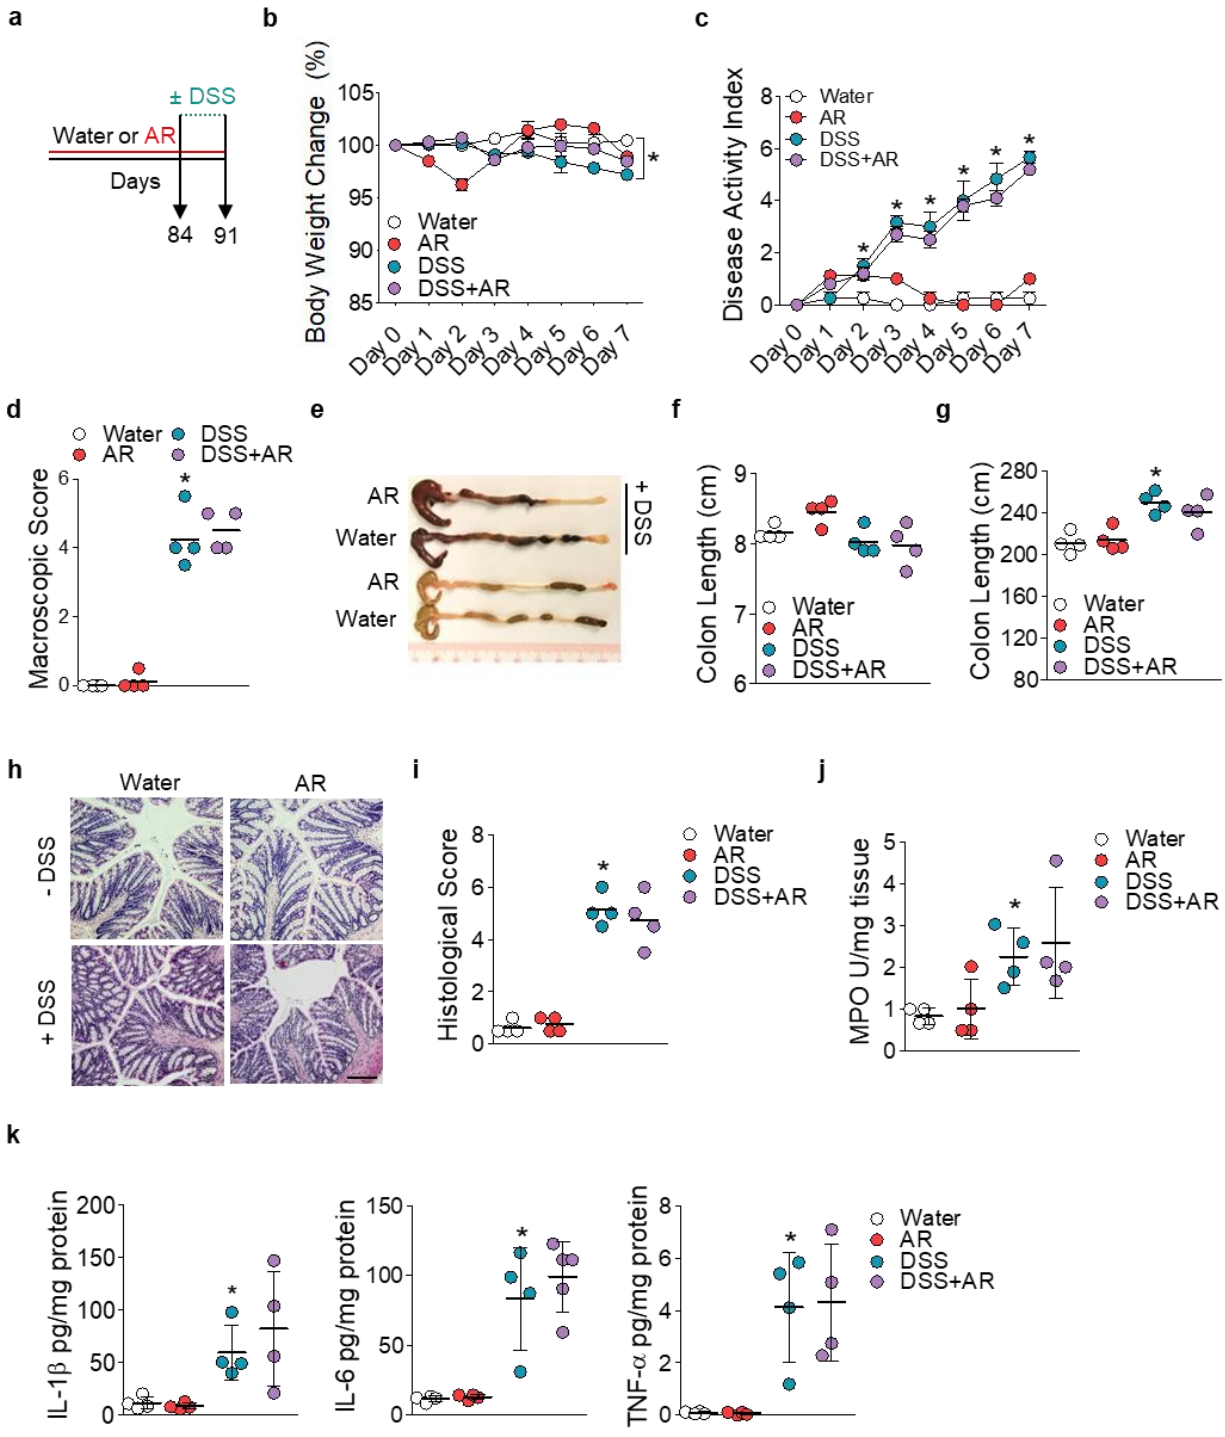 a
± DSS
Water or AR
Days
84 91
b
Body Weight Change (%)
105
100
95
90
85
Water
AR
DSS
DSS+AR
*
Day 0 Day 1 Day 2 Day 3 Day 4 Day 5 Day 6 Day 7
c
Disease Activity Index
8
6
4
2
0
Water
AR
DSS
DSS+AR
* * * * * *
Day 0 Day 1 Day 2 Day 3 Day 4 Day 5 Day 6 Day 7
d
Water DSS
AR DSS+AR
Macroscopic Score
6
4
2
0
*
e
AR
Water
AR
Water
+ DSS
f
Colon Length (cm)
9
8
7
6
Water
AR
DSS
DSS+AR
g
Colon Length (cm)
280
240
200
160
120
80
*
Water
AR
DSS
DSS+AR
h
Water AR
- DSS
+ DSS
i
Histological Score
8
6
4
2
0
*
Water
AR
DSS
DSS+AR
j
MPO U/mg tissue
5
4
3
2
1
0
*
Water
AR
DSS
DSS+AR
k
IL-1β pg/mg protein
200
150
100
50
0
*
IL-6 pg/mg protein
150
100
50
0
*
TNF-α pg/mg protein
8
6
4
2
0
*
Water
AR
DSS
DSS+AR